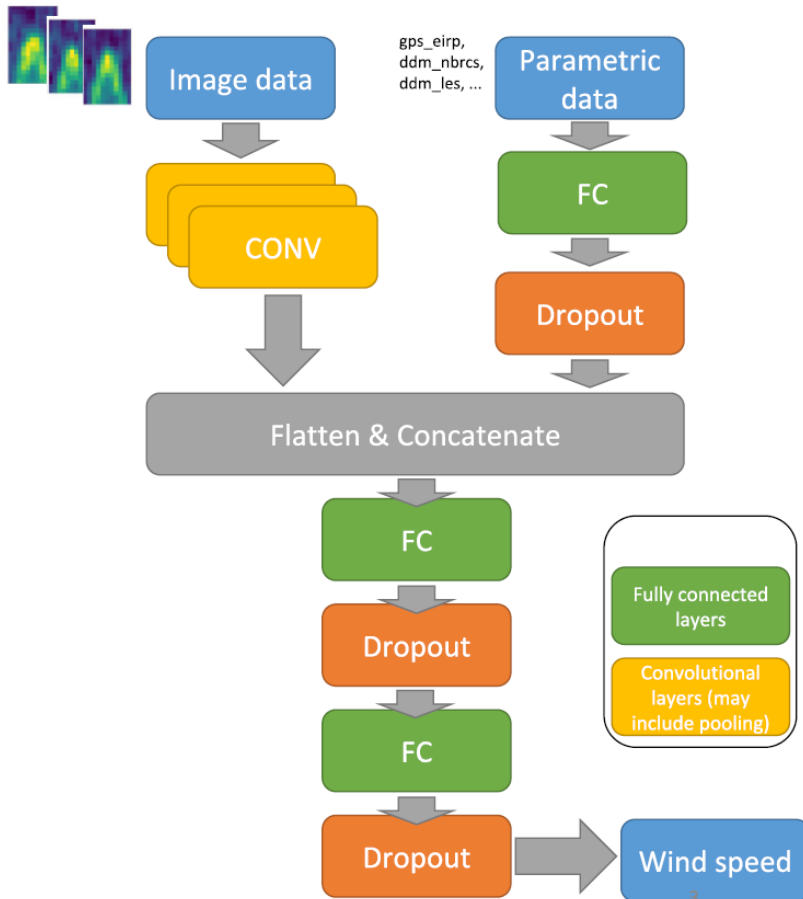 Image data
gps_eirp,
ddm_nbrcs,
ddm_les, ...
Parametric
data
CONV
FC
Dropout
Flatten & Concatenate
FC
Dropout
FC
Dropout
Wind speed
Fully connected
layers
Convolutional
layers (may
include pooling)